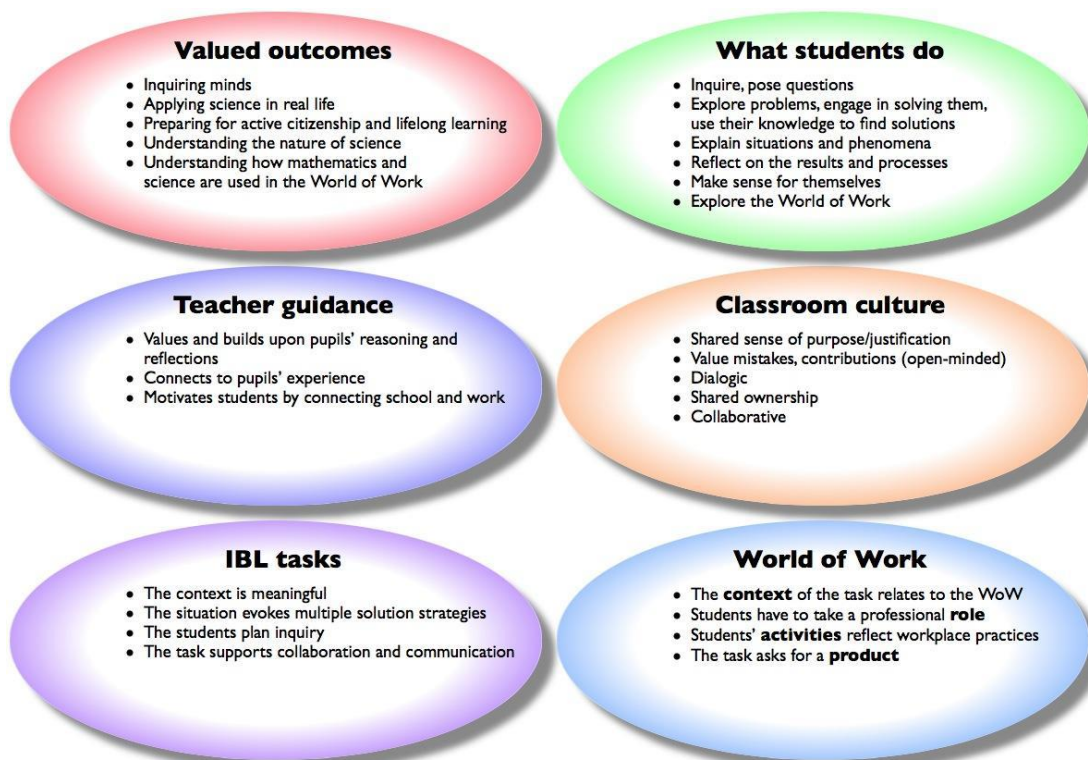 Valued outcomes
• Inquiring minds
• Applying science in real life
• Preparing for active citizenship and lifelong learning
• Understanding the nature of science
• Understanding how mathematics and
science are used in the World of Work
What students do
• Inquire, pose questions
• Explore problems, engage in solving them,
use their knowledge to find solutions
• Explain situations and phenomena
• Reflect on the results and processes
• Make sense for themselves
• Explore the World of Work
Teacher guidance
• Values and builds upon pupils’ reasoning and
reflections
• Connects to pupils’ experience
• Motivates students by connecting school and work
Classroom culture
• Shared sense of purpose/justification
• Value mistakes, contributions (open-minded)
• Dialogic
• Shared ownership
• Collaborative
IBL tasks
• The context is meaningful
• The situation evokes multiple solution strategies
• The students plan inquiry
• The task supports collaboration and communication
World of Work
• The context of the task relates to the WoW
• Students have to take a professional role
• Students’ activities reflect workplace practices
• The task asks for a product